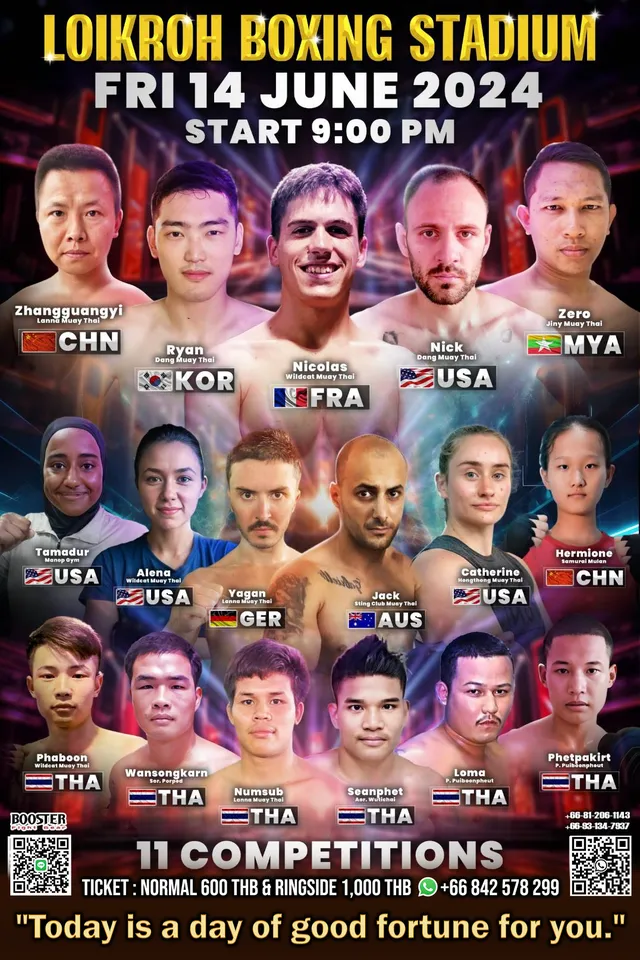 LOIKROH BOXING STADIUM
FRI 14 JUNE 2024
START 9:00 PM
Zhangguangyi
Lanna Muay Thai
CHN
Ryan
Dang Muay Thai
KOR
Nicolas
Wildcat Muay Thai
FRA
Nick
Dang Muay Thai
USA
Zero
Jiny Muay Thai
MYA
Tamadur
Manop Gym
USA
Alena
Wildcat Muay Thai
USA
Yagan
Lanna Muay Thai
GER
Jack
Sting Club Muay Thai
AUS
Catherine
Hongthong Muay Thai
USA
Hermione
Samurai Mulan
CHN
Phaboon
Wildcat Muay Thai
THA
Wansongkarn
Sor. Parped
THA
Numsub
Lanna Muay Thai
THA
Seanphet
Aor. Wutichai
THA
Loma
P. Puiboonpheut
THA
Phetpakirt
P. Puiboonpheut
THA
BOOSTER
+66-81-206-1143
+66-93-134-7937
11 COMPETITIONS
TICKET : NORMAL 600 THB & RINGSIDE 1,000 THB +66 842 578 299
"Today is a day of good fortune for you."